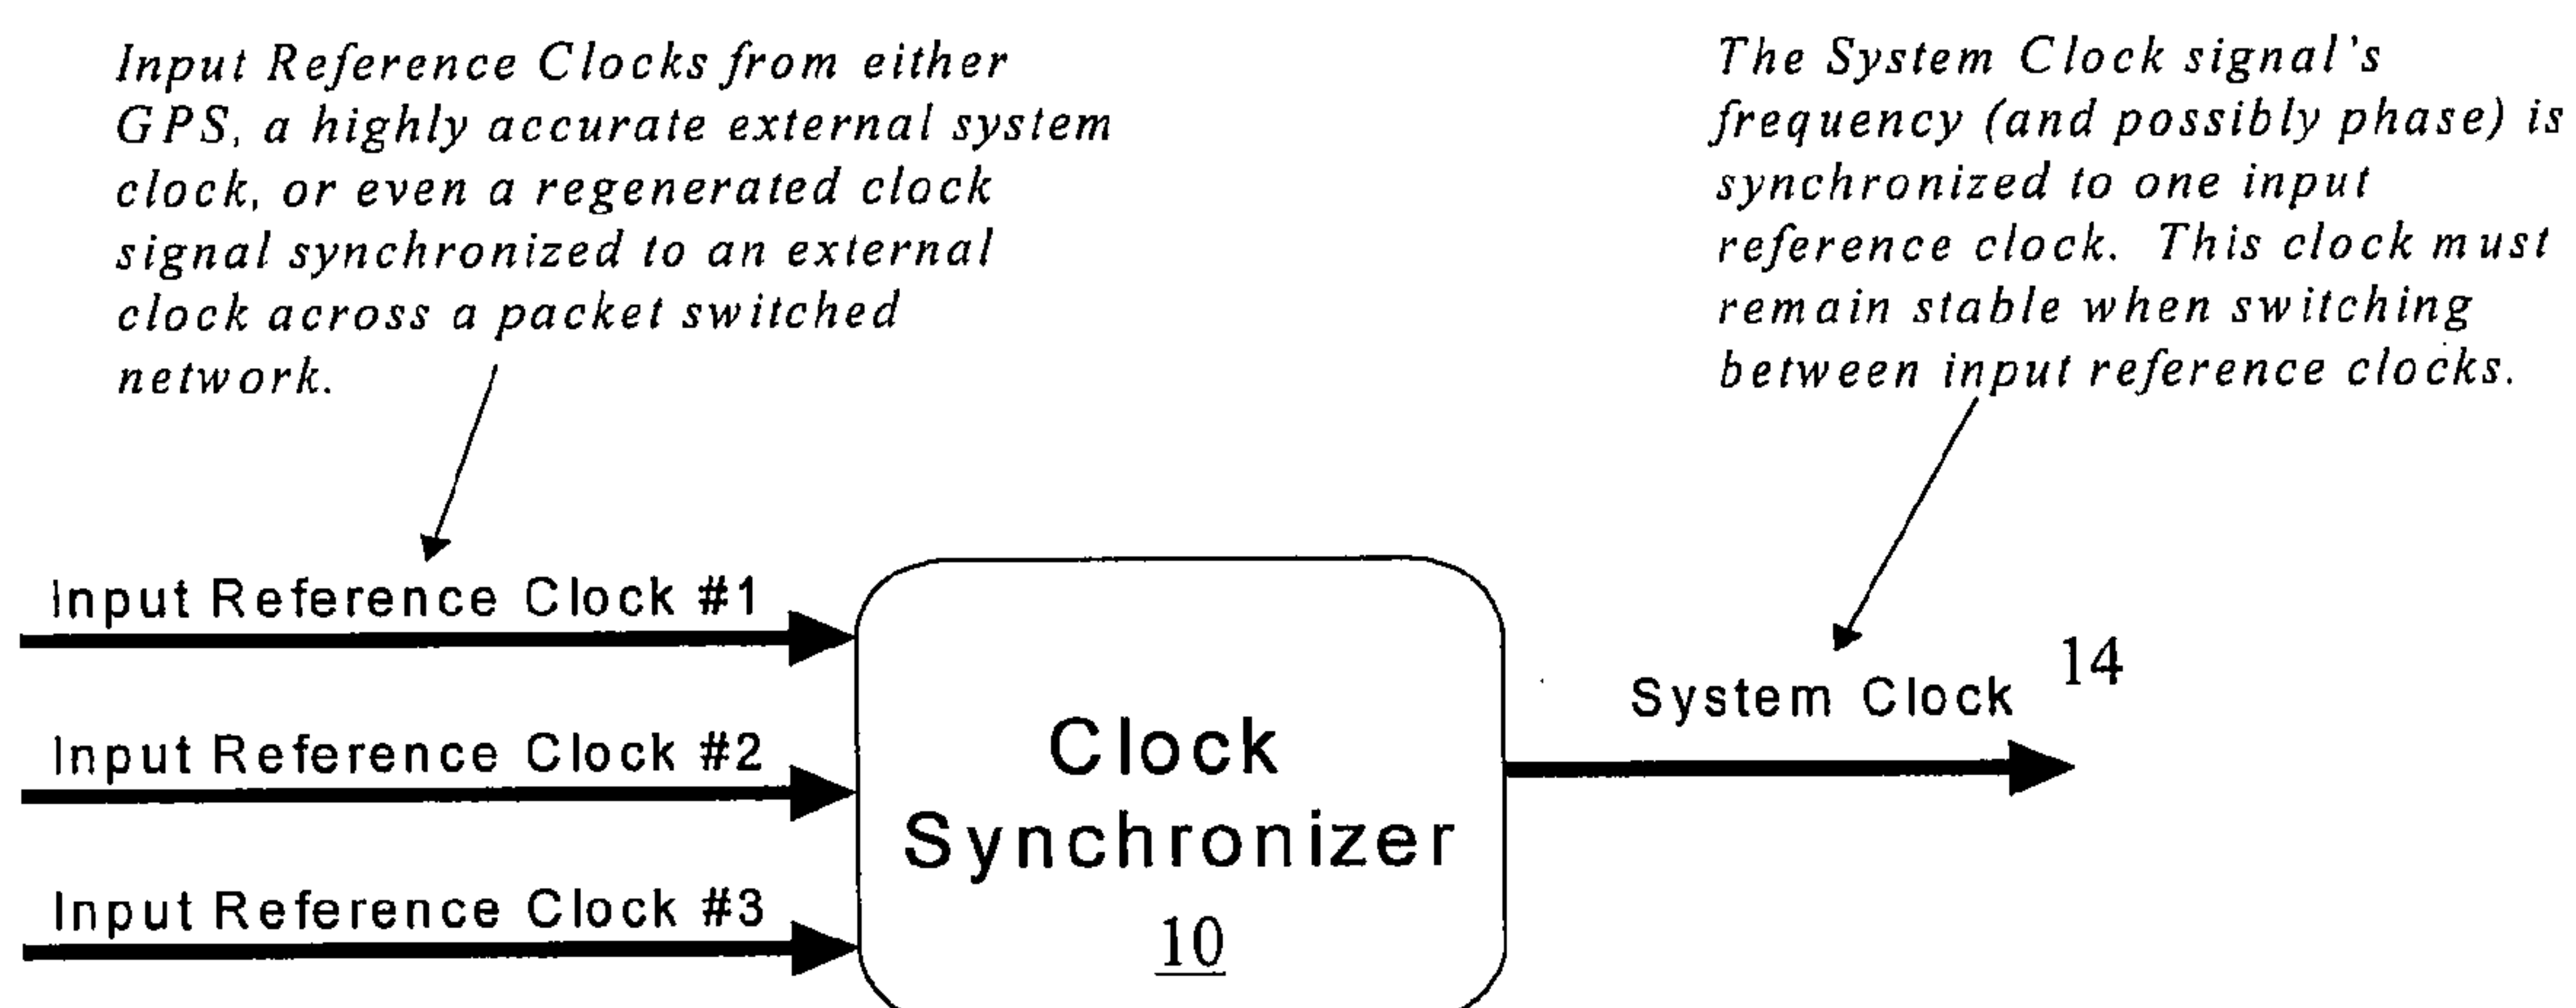 Input Reference Clocks from either
GPS, a highly accurate external system
clock, or even a regenerated clock
signal synchronized to an external
clock across a packet switched
network.
The System Clock signal's
frequency (and possibly phase) is
synchronized to one input
reference clock. This clock must
remain stable when switching
between input reference clocks.
Input Reference Clock #1
Input Reference Clock #2
Input Reference Clock #3
Clock
Synchronizer
10
System Clock 14